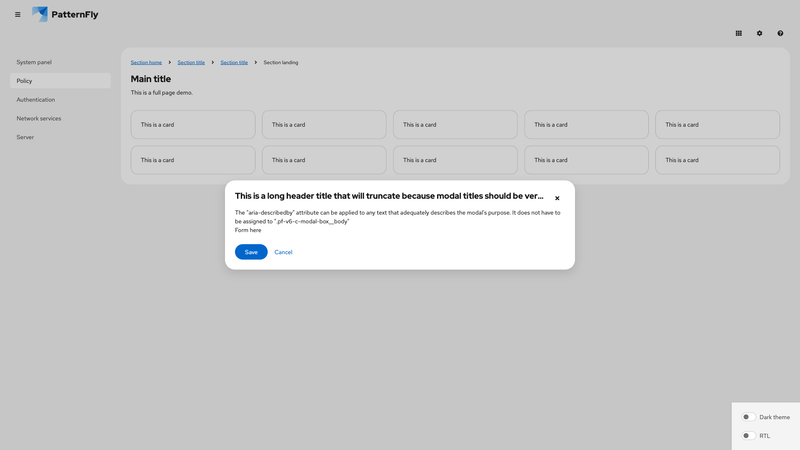 PatternFly
System panel
Policy
Authentication
Network services
Server
Section home
Section title
Section title
Section landing
Main title
This is a full page demo.
This is a card
This is a card
This is a card
This is a card
This is a card
This is a card
This is a card
This is a card
This is a card
This is a card
This is a long header title that will truncate because modal titles should be ver...
The "aria-describedby" attribute can be applied to any text that adequately describes the modal's purpose. It does not have to
be assigned to ".pf-v6-c-modal-box__body"
Form here
Save
Cancel
Dark theme
RTL